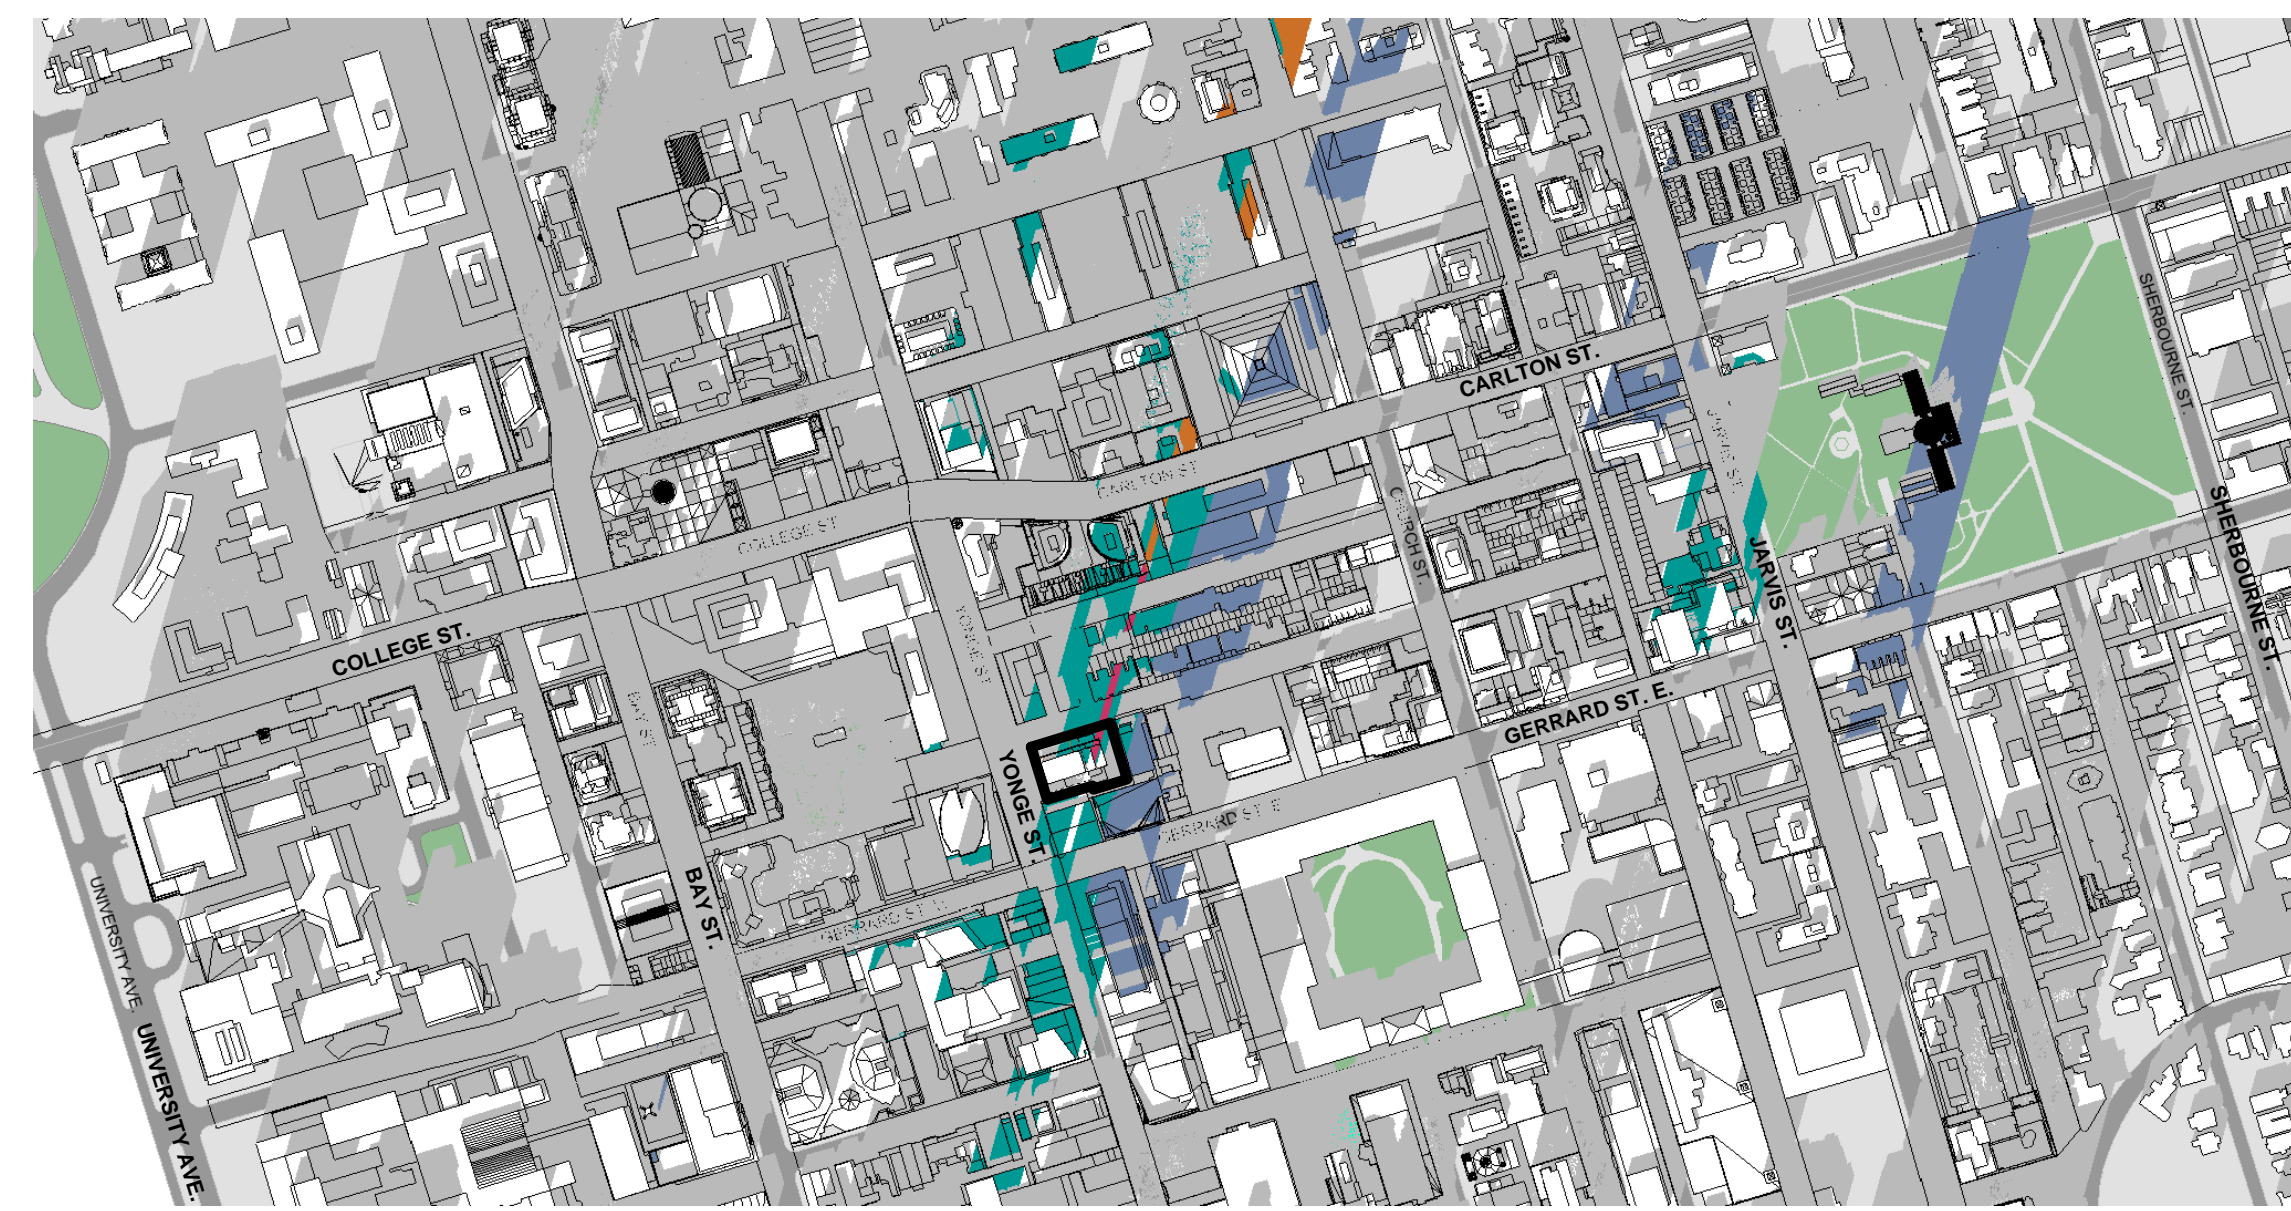 SHERBOURNE ST.
CARLTON ST.
JARVIS ST.
CARLTON ST.
SHERBOURNE ST.
CHURCH ST.
COLLEGE ST.
JARVIS ST.
COLLEGE ST.
YONGE ST.
GERRARD ST. E.
BAY ST.
YONGE ST.
GERRARD ST. E.
BAY ST.
GERRARD ST. W.
UNIVERSITY AVE.
UNIVERSITY AVE.